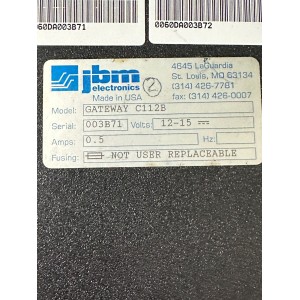 0060DA003B71
0060DA003B72
jbm
electronics
Made in USA
2
4645 LaGuardia
St. Louis, MO 63134
(314) 426-7781
fax: (314) 426-0007
Model: GATEWAY C112B
Serial: 003B71 Volts: 12-15 ⎓
Amps: 0.5 Hz:
Fusing: NOT USER REPLACEABLE